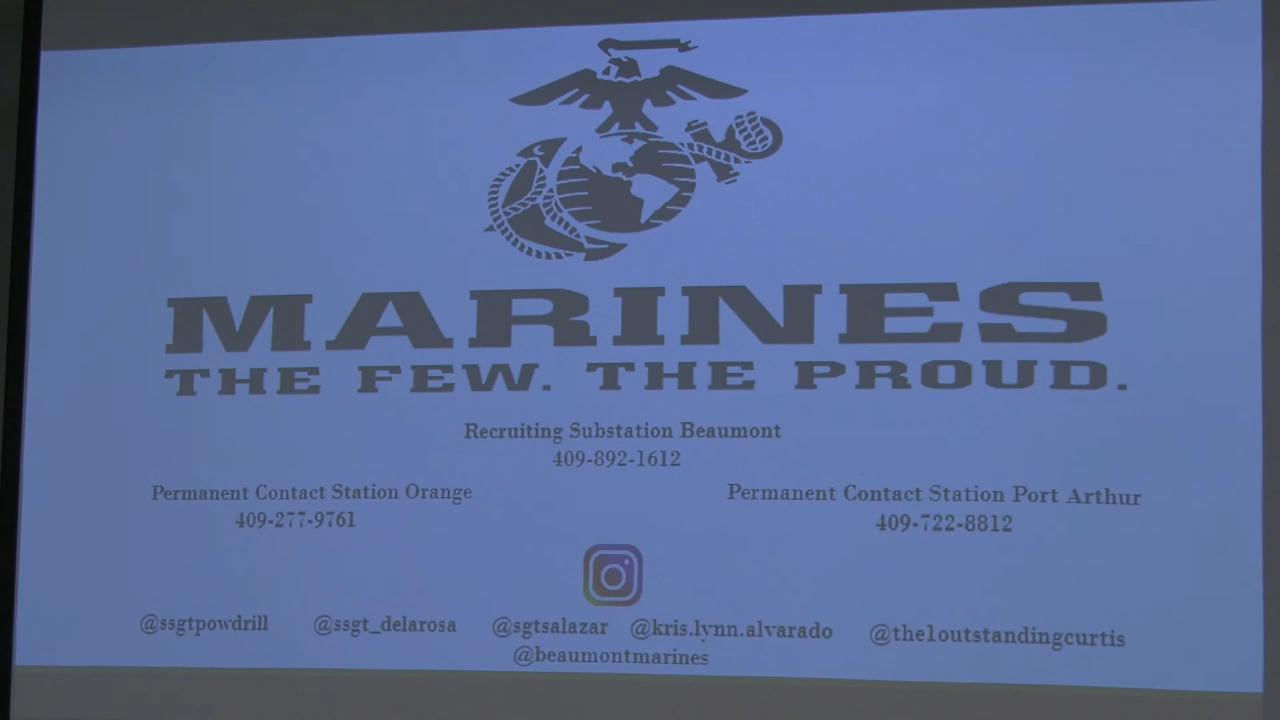 MARINES
THE FEW. THE PROUD.
Recruiting Substation Beaumont
409-892-1612
Permanent Contact Station Orange
409-277-9761
Permanent Contact Station Port Arthur
409-722-8812
@ssgtpowdrill @ssgt_delarosa @sgtsalazar @kris.lynn.alvarado @the1outstandingcurtis
@beaumontmarines